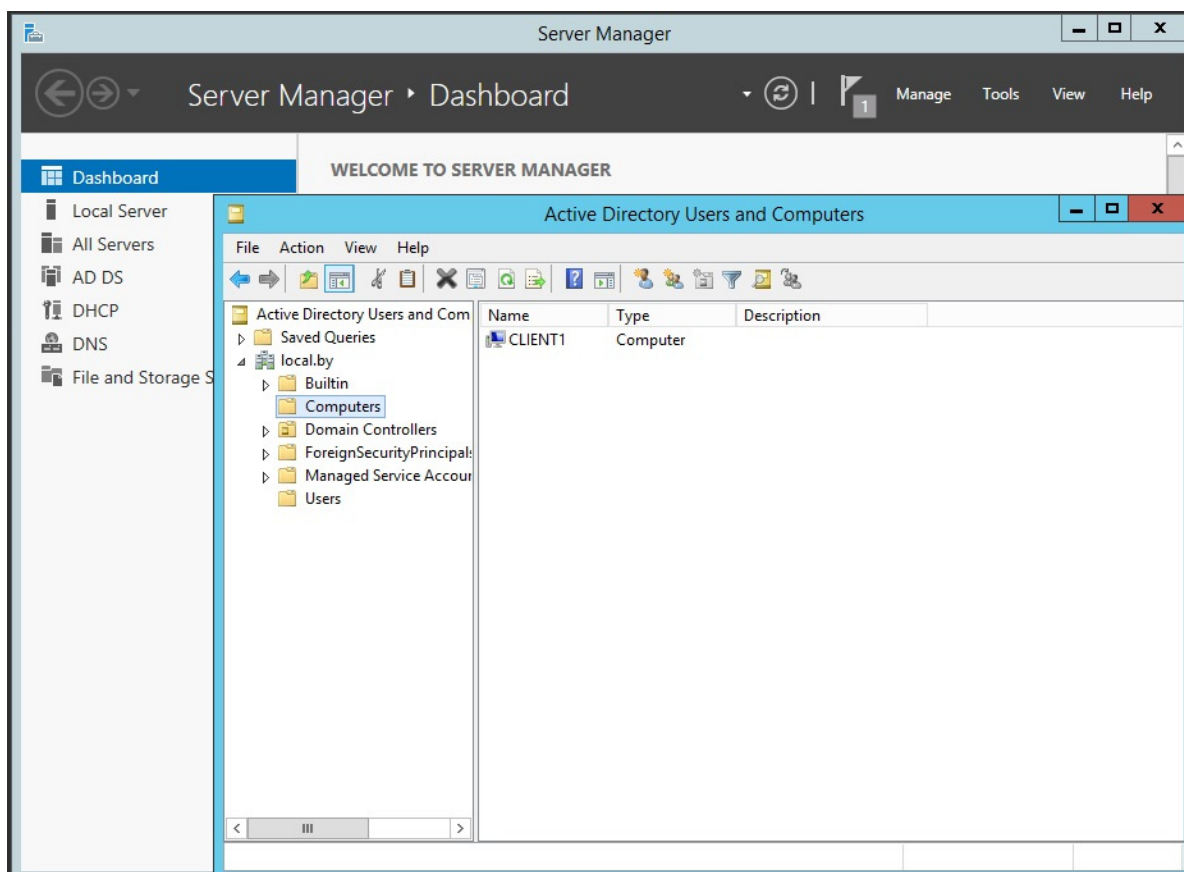 Server Manager
Server Manager ‣ Dashboard
1
Manage Tools View Help
Dashboard
Local Server
All Servers
AD DS
DHCP
DNS
File and Storage S
WELCOME TO SERVER MANAGER
Active Directory Users and Computers
File Action View Help
Active Directory Users and Com
Saved Queries
local.by
Builtin
Computers
Domain Controllers
ForeignSecurityPrincipals
Managed Service Accour
Users
Name Type Description
CLIENT1 Computer